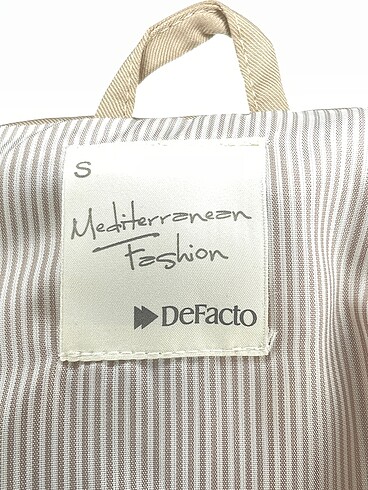 S
Mediterranean
Fashion
DeFacto